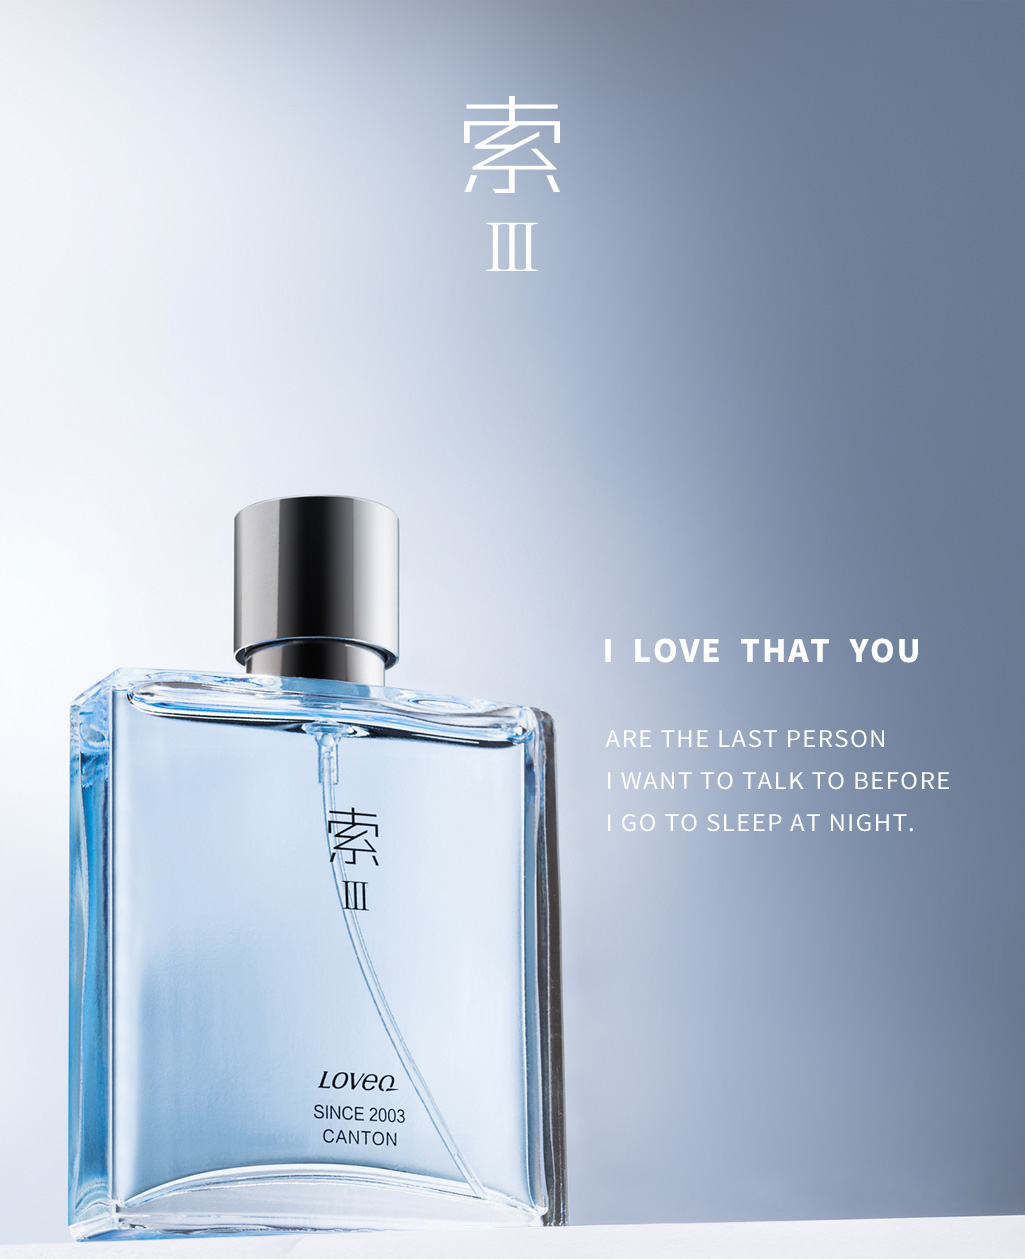 索
III
I LOVE THAT YOU
ARE THE LAST PERSON
I WANT TO TALK TO BEFORE
I GO TO SLEEP AT NIGHT.
索
III
Loveq
SINCE 2003
CANTON